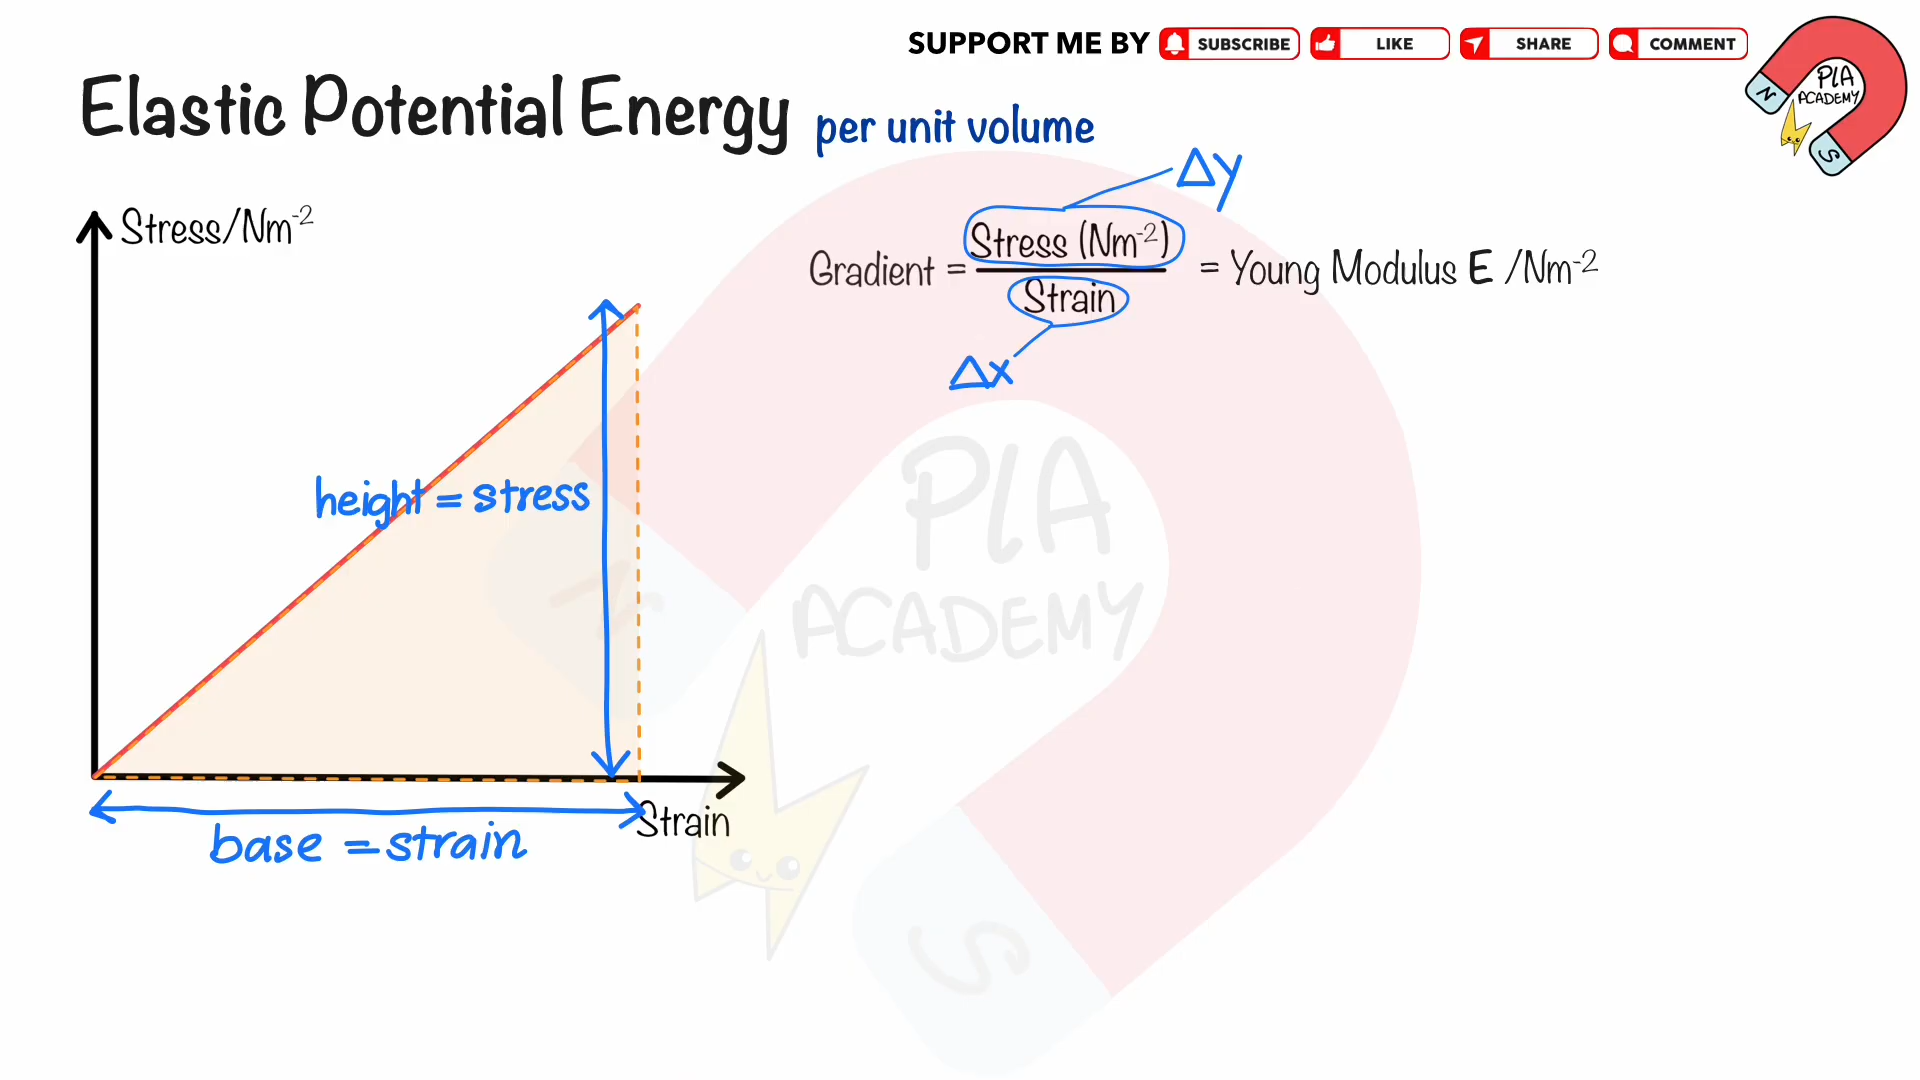 SUPPORT ME BY SUBSCRIBE LIKE SHARE COMMENT
PLA
ACADEMY
N
S
Elastic Potential Energy per unit volume
Δy
Stress/Nm⁻²
Gradient = Stress (Nm⁻²) / Strain = Young Modulus E /Nm⁻²
Δx
height = stress
PLA
ACADEMY
N
S
Strain
base = strain